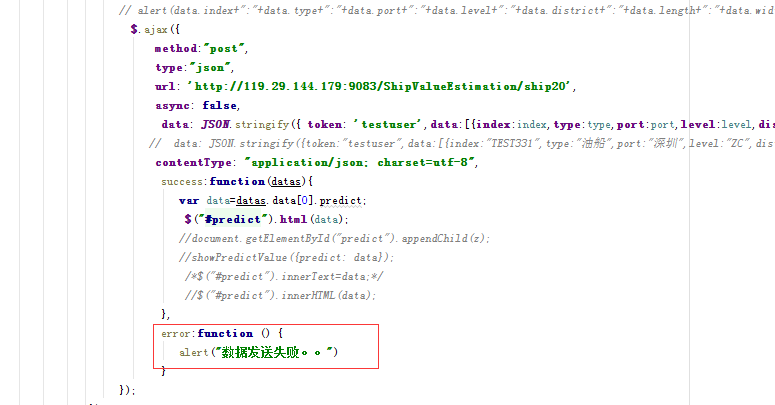 // alert(data.index+":"+data.type+":"+data.port+":"+data.level+":"+data.district+":"+data.length+":"+data.wid
$.ajax({
method:"post",
type:"json",
url: 'http://119.29.144.179:9083/ShipValueEstimation/ship20',
async: false,
data: JSON.stringify({ token: 'testuser',data:[{index:index,type:type,port:port,level:level,dis
// data: JSON.stringify({token:"testuser",data:[{index:"TEST331",type:"油船",port:"深圳",level:"ZC",dis
contentType: "application/json; charset=utf-8",
success:function(datas){
var data=datas.data[0].predict;
$("#predict").html(data);
//document.getElementById("predict").appendChild(z);
//showPredictValue({predict: data});
/*$("#predict").innerText=data;*/
//$("#predict").innerHTML(data);
},
error:function () {
alert("数据发送失败。。")
}
});